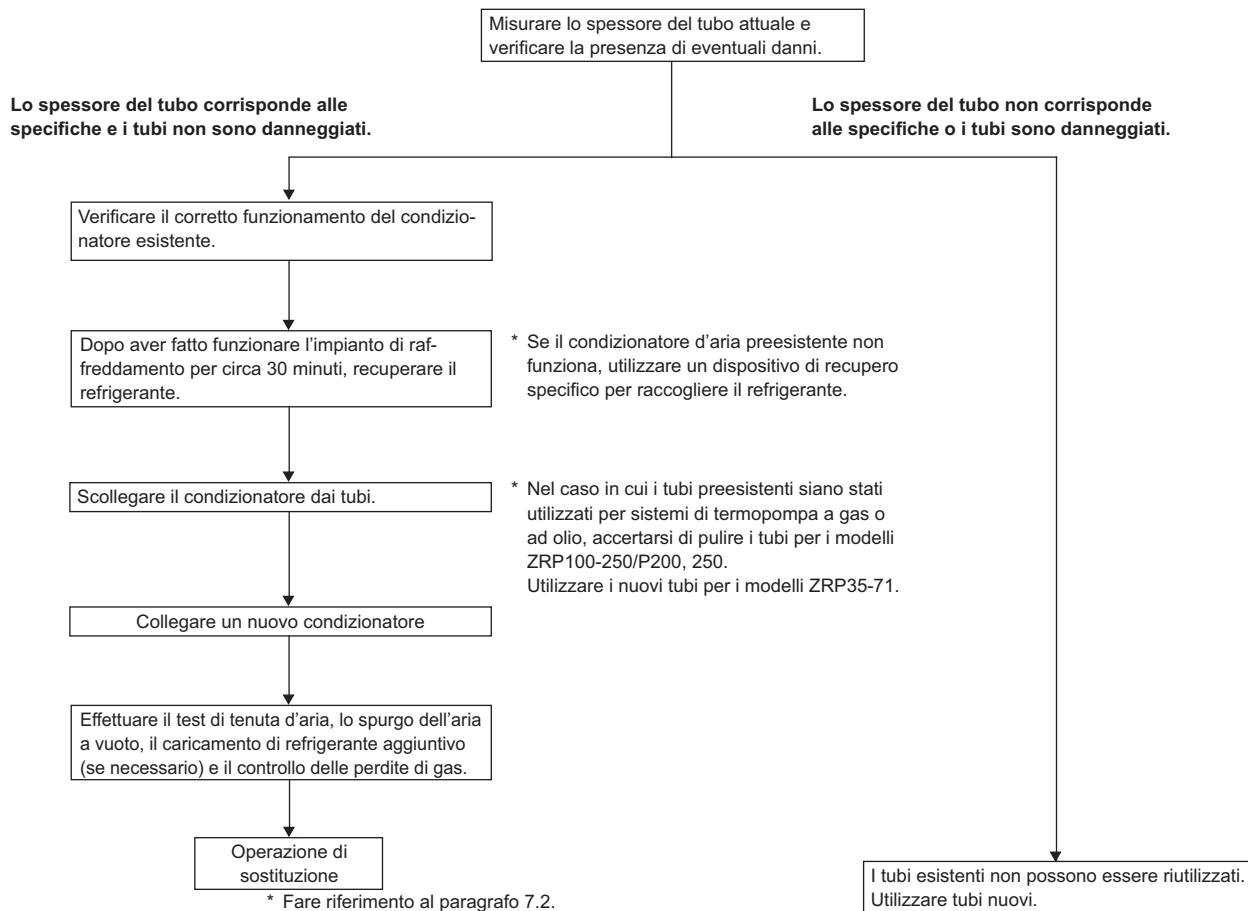 Misurare lo spessore del tubo attuale e
verificare la presenza di eventuali danni.
Lo spessore del tubo corrisponde alle
specifiche e i tubi non sono danneggiati.
Lo spessore del tubo non corrisponde
alle specifiche o i tubi sono danneggiati.
Verificare il corretto funzionamento del condizio-
natore esistente.
Dopo aver fatto funzionare l'impianto di raf-
freddamento per circa 30 minuti, recuperare il
refrigerante.
* Se il condizionatore d'aria preesistente non
funziona, utilizzare un dispositivo di recupero
specifico per raccogliere il refrigerante.
Scollegare il condizionatore dai tubi.
* Nel caso in cui i tubi preesistenti siano stati
utilizzati per sistemi di termopompa a gas o
ad olio, accertarsi di pulire i tubi per i modelli
ZRP100-250/P200, 250.
Utilizzare i nuovi tubi per i modelli ZRP35-71.
Collegare un nuovo condizionatore
Effettuare il test di tenuta d'aria, lo spurgo dell'aria
a vuoto, il caricamento di refrigerante aggiuntivo
(se necessario) e il controllo delle perdite di gas.
Operazione di
sostituzione
* Fare riferimento al paragrafo 7.2.
I tubi esistenti non possono essere riutilizzati.
Utilizzare tubi nuovi.